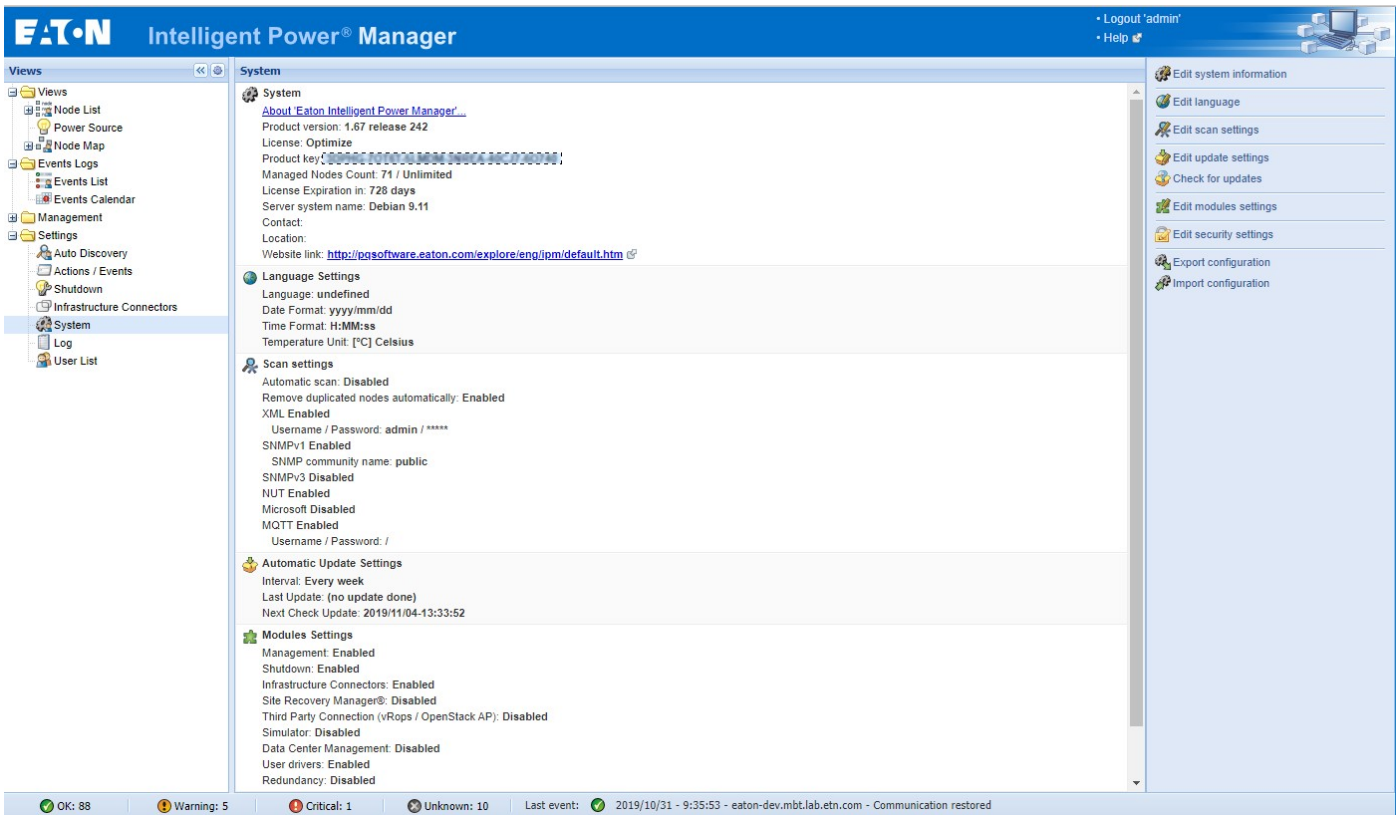 EATON Intelligent Power® Manager
• Logout 'admin'
• Help
Views
Views
Node List
Power Source
Node Map
Events Logs
Events List
Events Calendar
Management
Settings
Auto Discovery
Actions / Events
Shutdown
Infrastructure Connectors
System
Log
User List
System
System
About 'Eaton Intelligent Power Manager'...
Product version: 1.67 release 242
License: Optimize
Product key:
Managed Nodes Count: 71 / Unlimited
License Expiration in: 728 days
Server system name: Debian 9.11
Contact:
Location:
Website link: http://pqsoftware.eaton.com/explore/eng/ipm/default.htm
Language Settings
Language: undefined
Date Format: yyyy/mm/dd
Time Format: H:MM:ss
Temperature Unit: [°C] Celsius
Scan settings
Automatic scan: Disabled
Remove duplicated nodes automatically: Enabled
XML Enabled
Username / Password: admin / *****
SNMPv1 Enabled
SNMP community name: public
SNMPv3 Disabled
NUT Enabled
Microsoft Disabled
MQTT Enabled
Username / Password: /
Automatic Update Settings
Interval: Every week
Last Update: (no update done)
Next Check Update: 2019/11/04-13:33:52
Modules Settings
Management: Enabled
Shutdown: Enabled
Infrastructure Connectors: Enabled
Site Recovery Manager®: Disabled
Third Party Connection (vRops / OpenStack AP): Disabled
Simulator: Disabled
Data Center Management: Disabled
User drivers: Enabled
Redundancy: Disabled
Edit system information
Edit language
Edit scan settings
Edit update settings
Check for updates
Edit modules settings
Edit security settings
Export configuration
Import configuration
OK: 88 Warning: 5 Critical: 1 Unknown: 10 Last event: 2019/10/31 - 9:35:53 - eaton-dev.mbt.lab.etn.com - Communication restored